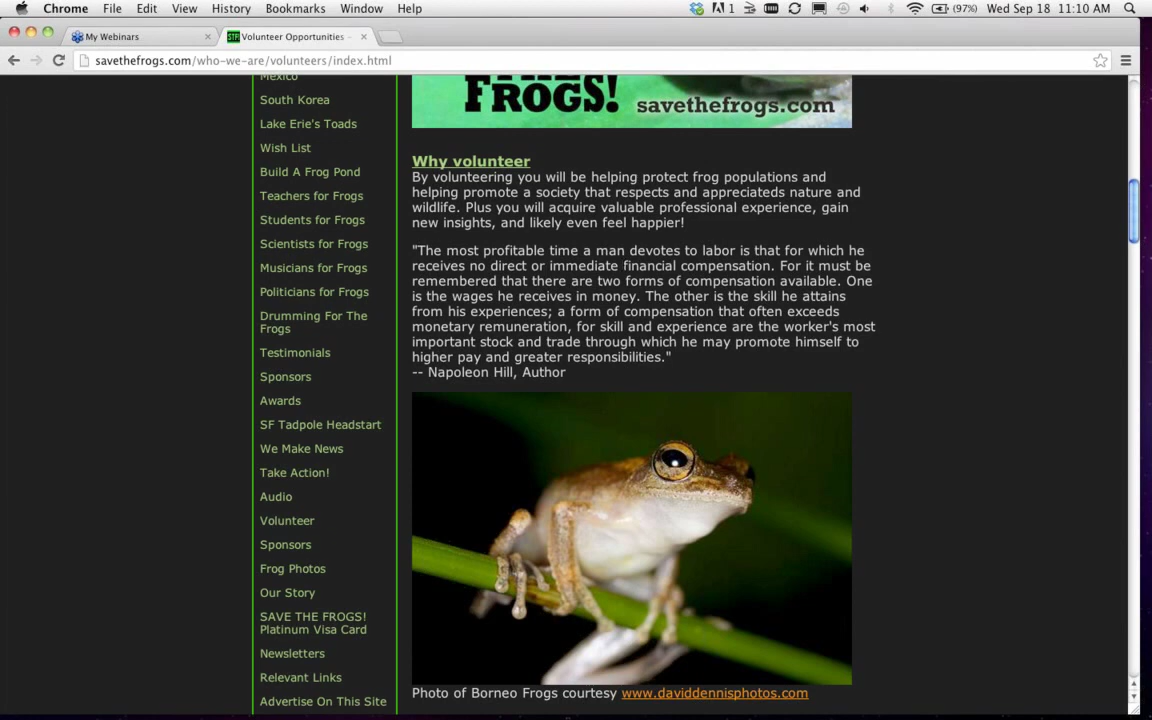 Chrome File Edit View History Bookmarks Window Help 1 (97%) Wed Sep 18 11:10 AM
My Webinars Volunteer Opportunities -
savethefrogs.com/who-we-are/volunteers/index.html
Mexico
South Korea
Lake Erie's Toads
Wish List
Build A Frog Pond
Teachers for Frogs
Students for Frogs
Scientists for Frogs
Musicians for Frogs
Politicians for Frogs
Drumming For The
Frogs
Testimonials
Sponsors
Awards
SF Tadpole Headstart
We Make News
Take Action!
Audio
Volunteer
Sponsors
Frog Photos
Our Story
SAVE THE FROGS!
Platinum Visa Card
Newsletters
Relevant Links
Advertise On This Site
THE
FROGS! savethefrogs.com
Why volunteer
By volunteering you will be helping protect frog populations and
helping promote a society that respects and appreciateds nature and
wildlife. Plus you will acquire valuable professional experience, gain
new insights, and likely even feel happier!
"The most profitable time a man devotes to labor is that for which he
receives no direct or immediate financial compensation. For it must be
remembered that there are two forms of compensation available. One
is the wages he receives in money. The other is the skill he attains
from his experiences; a form of compensation that often exceeds
monetary remuneration, for skill and experience are the worker's most
important stock and trade through which he may promote himself to
higher pay and greater responsibilities."
-- Napoleon Hill, Author
Photo of Borneo Frogs courtesy www.daviddennisphotos.com